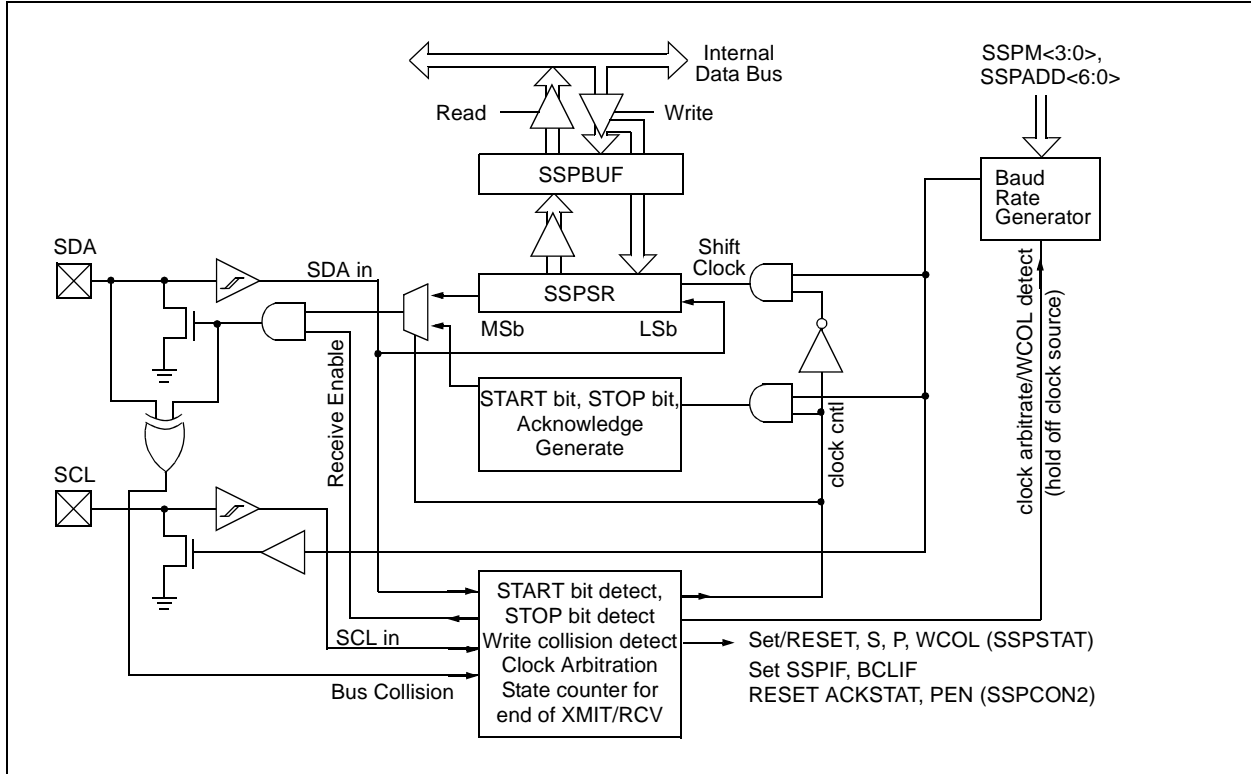 Internal
Data Bus
SSPM<3:0>,
SSPADD<6:0>
Read
Write
SSPBUF
Baud
Rate
Generator
SDA
SDA in
Shift
Clock
SSPSR
MSb
LSb
START bit, STOP bit,
Acknowledge
Generate
Receive Enable
clock cntl
clock arbitrate/WCOL detect
(hold off clock source)
SCL
SCL in
Bus Collision
START bit detect,
STOP bit detect
Write collision detect
Clock Arbitration
State counter for
end of XMIT/RCV
Set/RESET, S, P, WCOL (SSPSTAT)
Set SSPIF, BCLIF
RESET ACKSTAT, PEN (SSPCON2)